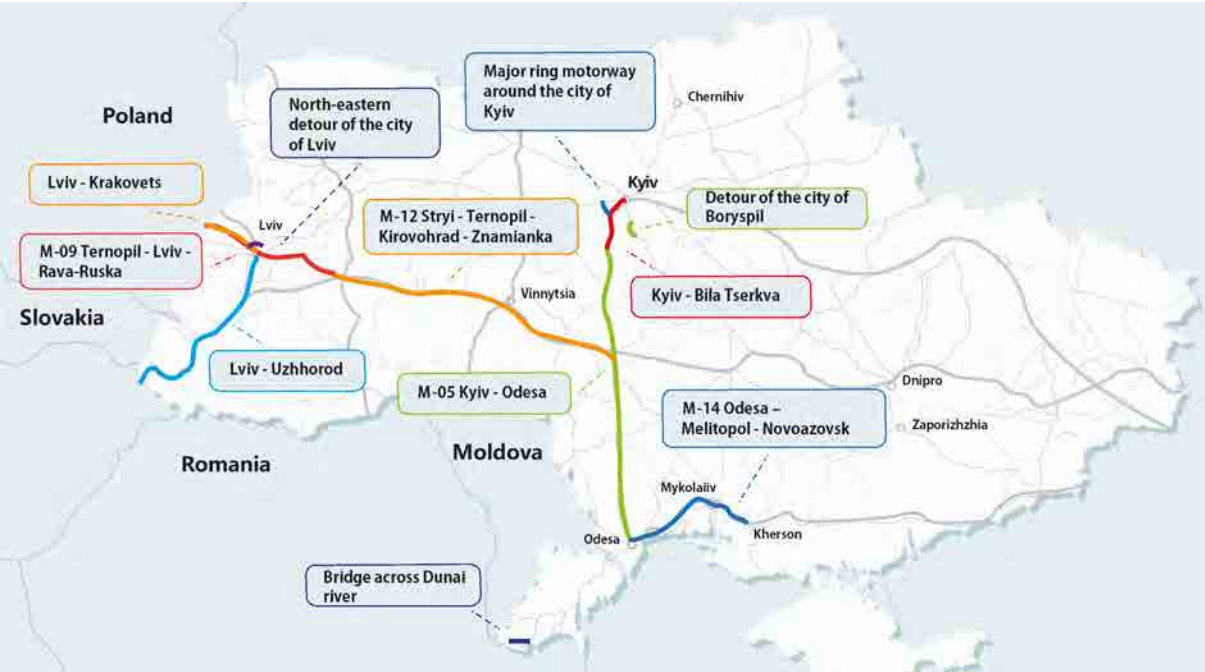 Poland
North-eastern
detour of the city
of Lviv
Major ring motorway
around the city of
Kyiv
Chernihiv
Lviv - Krakovets
Lviv
M-12 Stryi - Ternopil -
Kirovohrad - Znamianka
Kyiv
Detour of the city of
Boryspil
M-09 Ternopil - Lviv -
Rava-Ruska
Kyiv - Bila Tserkva
Vinnytsia
Slovakia
Lviv - Uzhhorod
M-05 Kyiv - Odesa
Dnipro
M-14 Odesa –
Melitopol - Novoazovsk
Zaporizhzhia
Moldova
Romania
Mykolaiiv
Kherson
Odesa
Bridge across Dunai
river